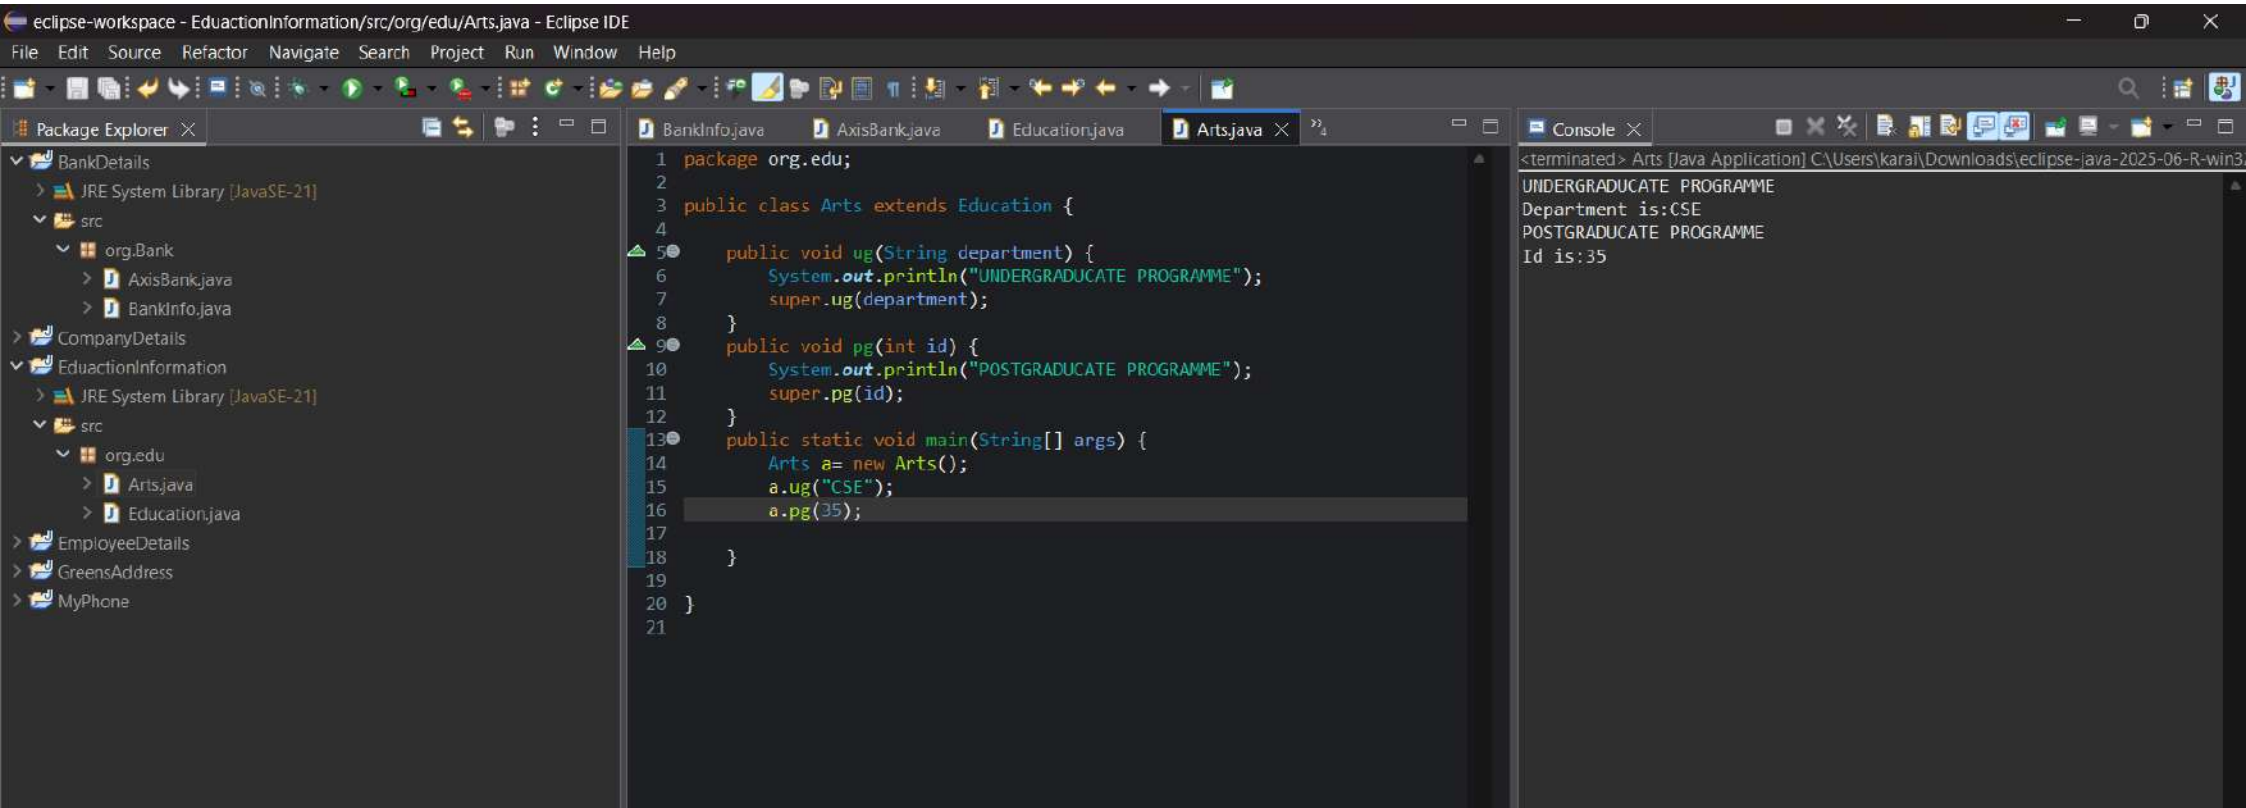 eclipse-workspace - EduactionInformation/src/org/edu/Arts.java - Eclipse IDE
File Edit Source Refactor Navigate Search Project Run Window Help
Package Explorer
BankDetails
JRE System Library [JavaSE-21]
src
org.Bank
AxisBank.java
BankInfo.java
CompanyDetails
EduactionInformation
JRE System Library [JavaSE-21]
src
org.edu
Arts.java
Education.java
EmployeeDetails
GreensAddress
MyPhone
BankInfo.java AxisBank.java Education.java Arts.java »4
1 package org.edu;
2
3 public class Arts extends Education {
4
5 public void ug(String department) {
6 System.out.println("UNDERGRADUCATE PROGRAMME");
7 super.ug(department);
8 }
9 public void pg(int id) {
10 System.out.println("POSTGRADUCATE PROGRAMME");
11 super.pg(id);
12 }
13 public static void main(String[] args) {
14 Arts a= new Arts();
15 a.ug("CSE");
16 a.pg(35);
17
18 }
19
20 }
21
Console
<terminated> Arts [Java Application] C:\Users\karai\Downloads\eclipse-java-2025-06-R-win3
UNDERGRADUCATE PROGRAMME
Department is:CSE
POSTGRADUCATE PROGRAMME
Id is:35